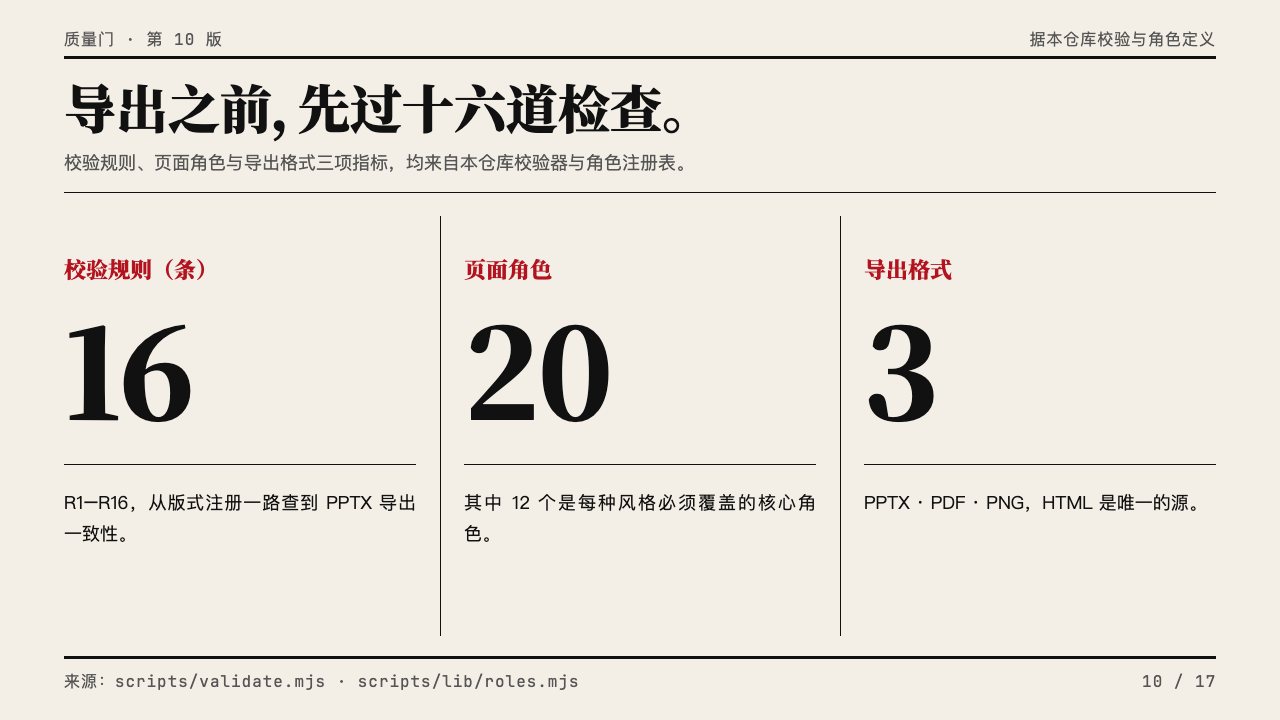 质量门 · 第 10 版
据本仓库校验与角色定义
导出之前，先过十六道检查。
校验规则、页面角色与导出格式三项指标，均来自本仓库校验器与角色注册表。
校验规则（条）
16
R1—R16，从版式注册一路查到 PPTX 导出
一致性。
页面角色
20
其中 12 个是每种风格必须覆盖的核心角
色。
导出格式
3
PPTX · PDF · PNG，HTML 是唯一的源。
来源：scripts/validate.mjs · scripts/lib/roles.mjs
10 / 17